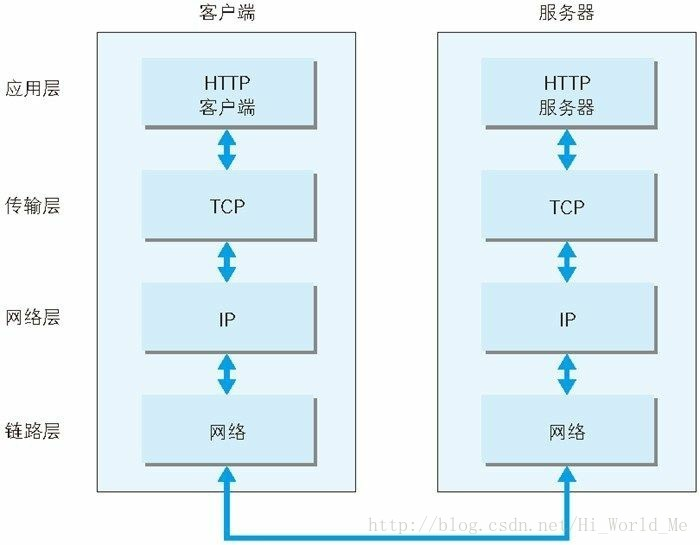 客户端 服务器
应用层 HTTP HTTP
客户端 服务器
传输层 TCP TCP
网络层 IP IP
链路层 网络 网络
http://blog.csdn.net/Hi_World_Me